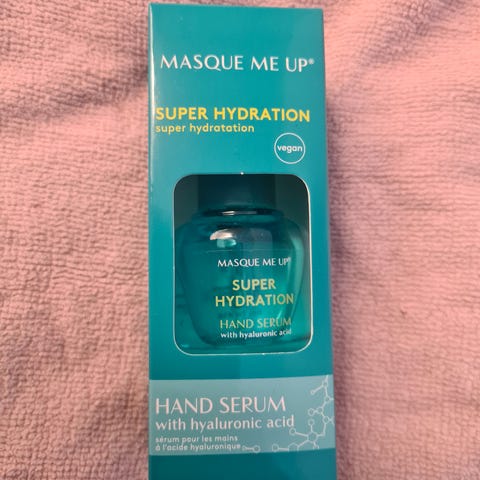 MASQUE ME UP®
SUPER HYDRATION
super hydratation
vegan
MASQUE ME UP®
SUPER
HYDRATION
HAND SERUM
with hyaluronic acid
HAND SERUM
with hyaluronic acid
sérum pour les mains
à l'acide hyaluronique